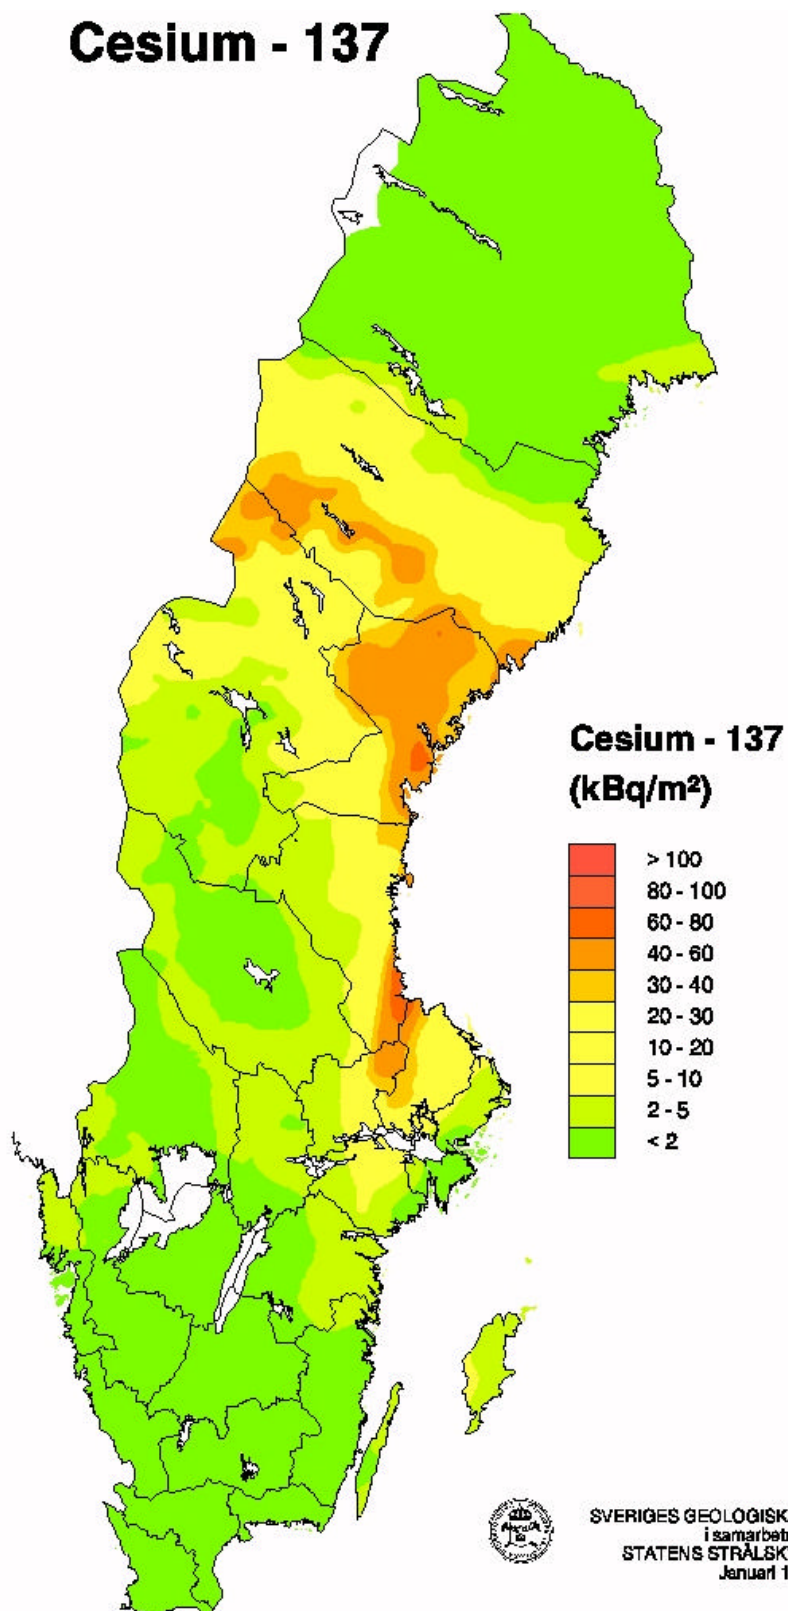 Cesium - 137
Cesium - 137
(kBq/m²)
> 100
80 - 100
60 - 80
40 - 60
30 - 40
20 - 30
10 - 20
5 - 10
2 - 5
< 2
SVERIGES GEOLOGISK
i samarbet
STATENS STRÅLSK
Januari 1